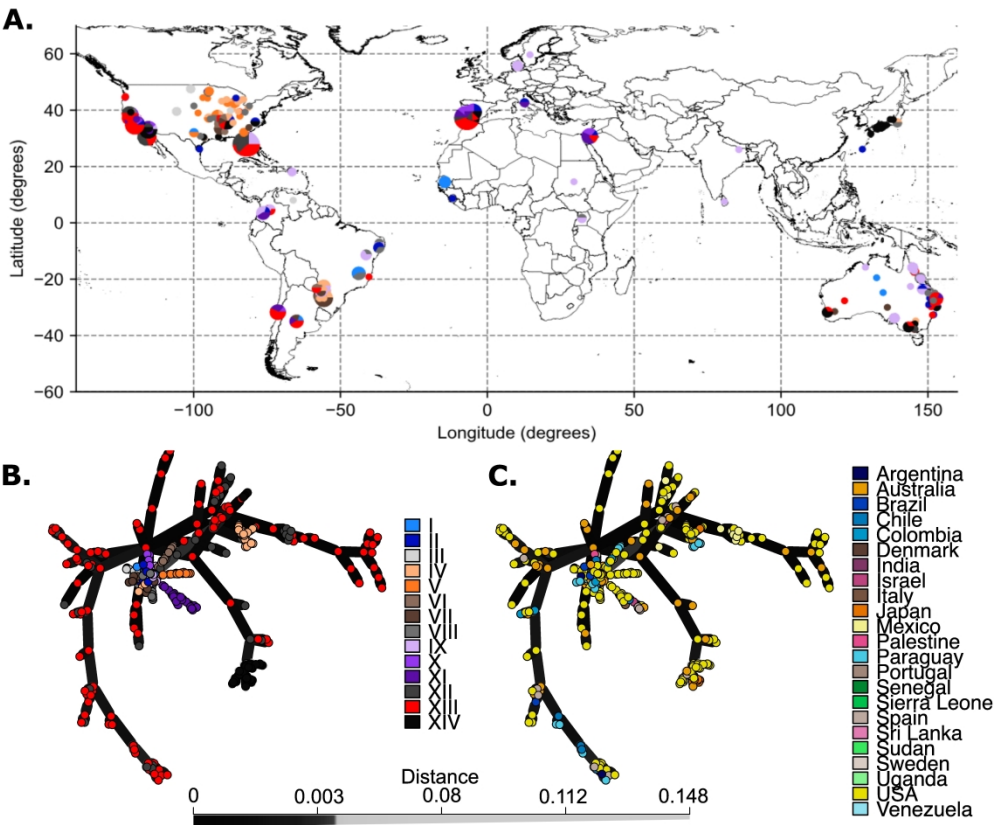 A.
60
40
20
0
−20
−40
−60
Latitude (degrees)
−100
−50
0
50
100
150
Longitude (degrees)
B.
I
II
III
IV
V
VI
VII
VIII
IX
X
XI
XII
XIII
XIV
C.
Argentina
Australia
Brazil
Chile
Colombia
Denmark
India
Israel
Italy
Japan
Mexico
Palestine
Paraguay
Portugal
Senegal
Sierra Leone
Spain
Sri Lanka
Sudan
Sweden
Uganda
USA
Venezuela
Distance
0 0.003 0.08 0.112 0.148